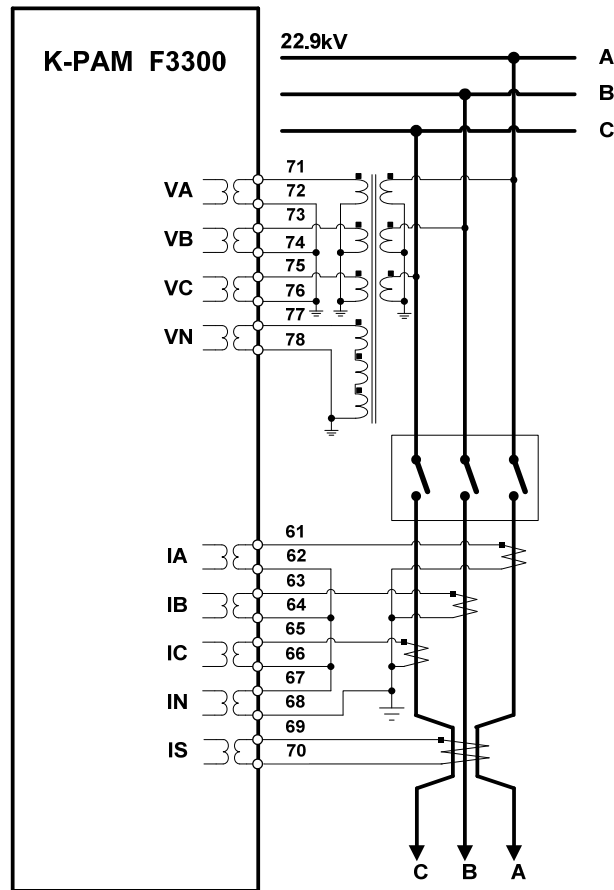 K-PAM F3300
22.9kV
A
B
C
71
VA
72
73
VB
74
75
VC
76
77
VN
78
61
IA
62
63
IB
64
65
IC
66
67
IN
68
69
IS
70
C B A